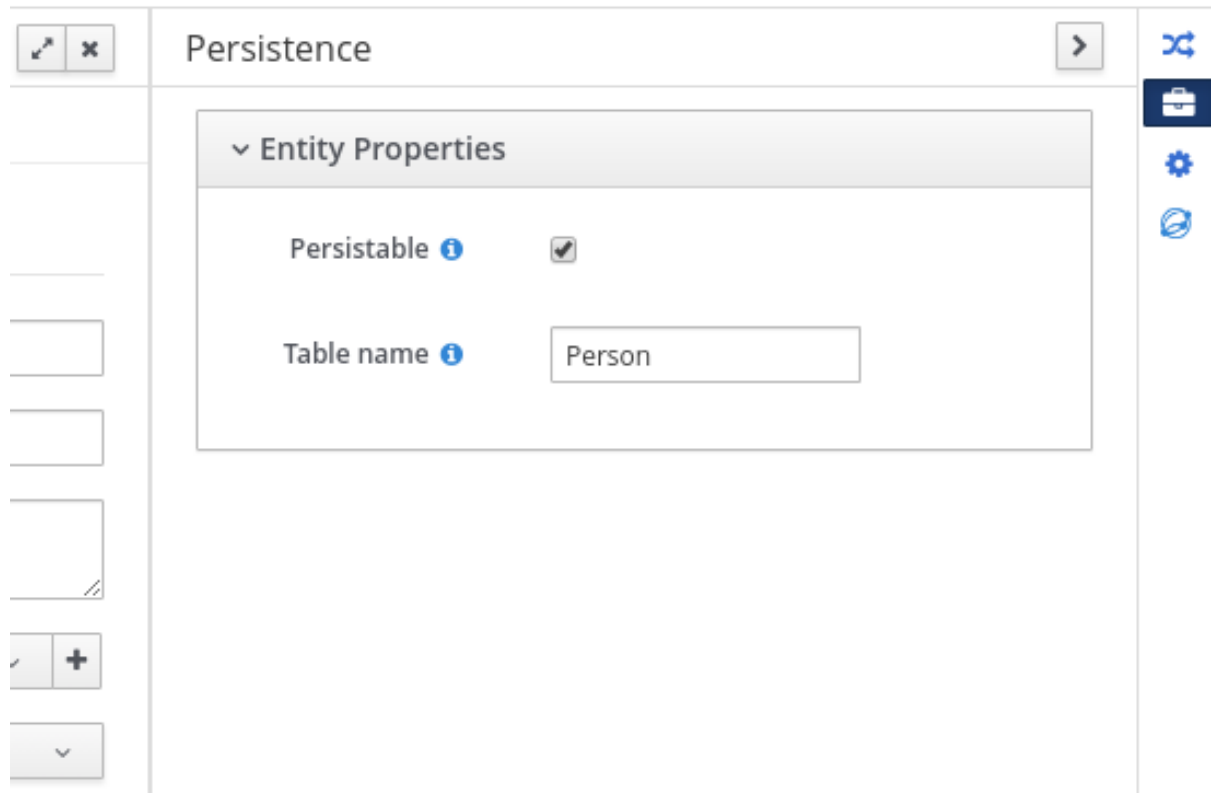 Persistence
Entity Properties
Persistable
Table name
Person